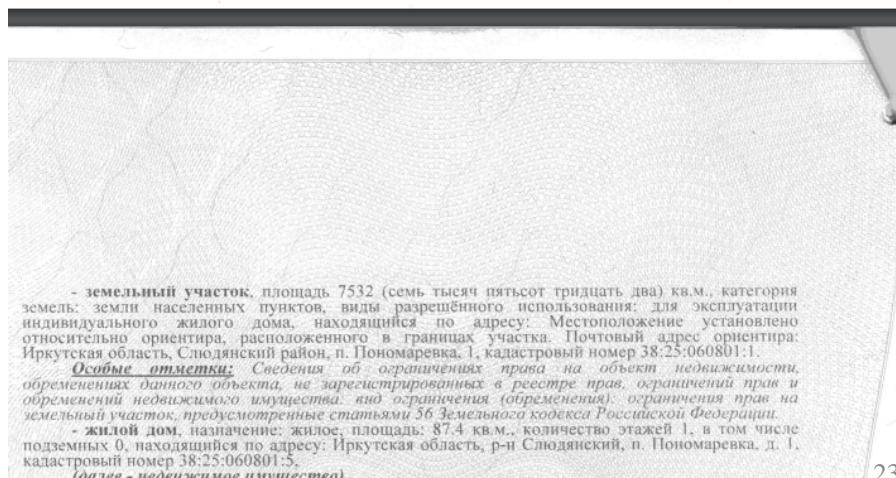 - земельный участок, площадь 7532 (семь тысяч пятьсот тридцать два) кв.м., категория
земель: земли населенных пунктов, виды разрешённого использования: для эксплуатации
индивидуального жилого дома, находящийся по адресу: Местоположение установлено
относительно ориентира, расположенного в границах участка. Почтовый адрес ориентира:
Иркутская область, Слюдянский район, п. Пономаревка, 1, кадастровый номер 38:25:060801:1.
Особые отметки: Сведения об ограничениях права на объект недвижимости,
обременениях данного объекта, не зарегистрированных в реестре прав, ограничений прав и
обременений недвижимого имущества: вид ограничения (обременения): ограничения прав на
земельный участок, предусмотренные статьями 56 Земельного кодекса Российской Федерации.
- жилой дом, назначение: жилое, площадь: 87.4 кв.м., количество этажей 1, в том числе
подземных 0, находящийся по адресу: Иркутская область, р-н Слюдянский, п. Пономаревка, д. 1,
кадастровый номер 38:25:060801:5,
(далее - недвижимое имущество)
23